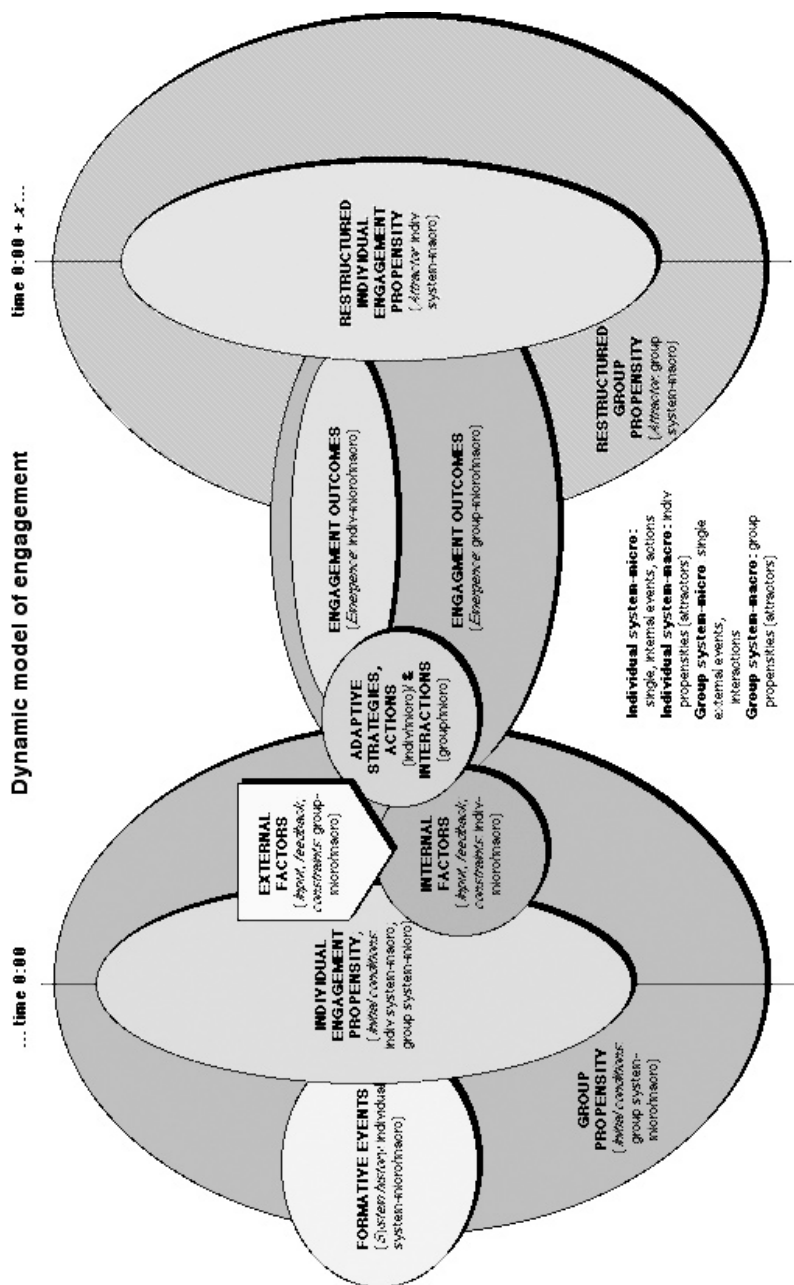 Dynamic model of engagement
... time 0:00
time 0:00 + x...
FORMATIVE EVENTS
[System history: individual
system-micro/macro]
INDIVIDUAL
ENGAGEMENT
PROPENSITY,
[Initial conditions:
indiv system-macro;
group system-micro]
GROUP
PROPENSITY
[Initial conditions:
group system-
micro/macro]
EXTERNAL
FACTORS
[Input, feedback,
constraints: group-
micro/macro]
INTERNAL
FACTORS
[Input, feedback,
constraints: indiv-
micro/macro]
ADAPTIVE
STRATEGIES,
ACTIONS
[indiv/micro]/ &
INTERACTIONS
[group/micro]
ENGAGEMENT OUTCOMES
[Emergence: indiv-micro/macro]
ENGAGMENT OUTCOMES
[Emergence: group-micro/macro]
RESTRUCTURED
INDIVIDUAL
ENGAGEMENT
PROPENSITY
[Attractor: indiv
system-macro]
RESTRUCTURED
GROUP
PROPENSITY
[Attractor: group
system-macro]
Individual system-micro:
single, internal events, actions
Individual system-macro: indiv
propensities [attractors]
Group system-micro: single
external events,
interactions
Group system-macro: group
propensities [attractors]